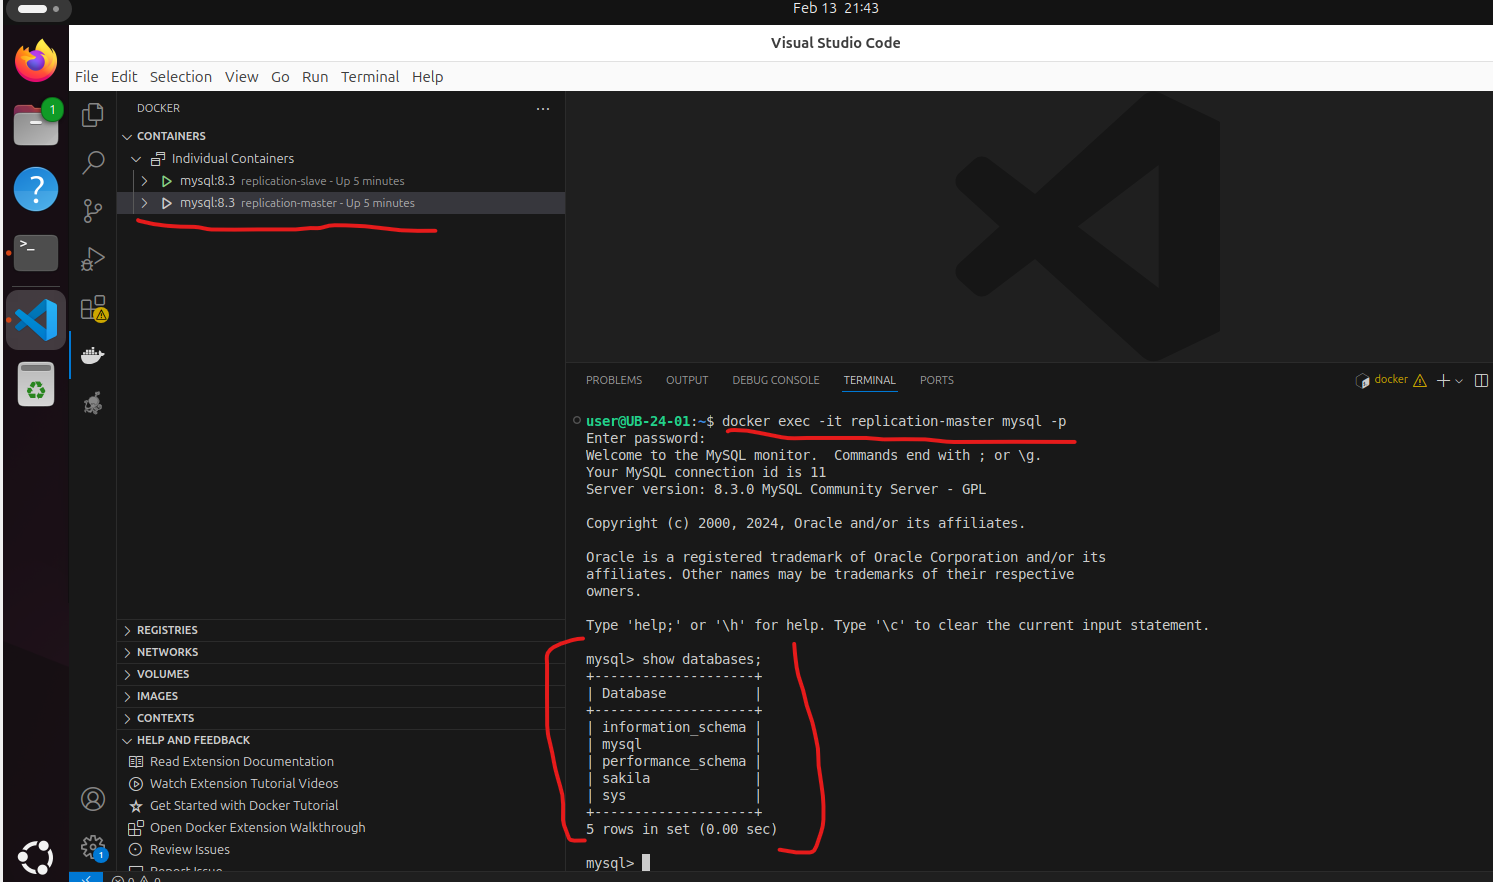 Feb 13 21:43
Visual Studio Code
File Edit Selection View Go Run Terminal Help
1
DOCKER
CONTAINERS
Individual Containers
mysql:8.3 replication-slave - Up 5 minutes
mysql:8.3 replication-master - Up 5 minutes
REGISTRIES
NETWORKS
VOLUMES
IMAGES
CONTEXTS
HELP AND FEEDBACK
Read Extension Documentation
Watch Extension Tutorial Videos
Get Started with Docker Tutorial
Open Docker Extension Walkthrough
Review Issues
Report Issue
1
0 0
PROBLEMS OUTPUT DEBUG CONSOLE TERMINAL PORTS
docker
user@UB-24-01:~$ docker exec -it replication-master mysql -p
Enter password:
Welcome to the MySQL monitor.  Commands end with ; or \g.
Your MySQL connection id is 11
Server version: 8.3.0 MySQL Community Server - GPL
Copyright (c) 2000, 2024, Oracle and/or its affiliates.
Oracle is a registered trademark of Oracle Corporation and/or its
affiliates. Other names may be trademarks of their respective
owners.
Type 'help;' or '\h' for help. Type '\c' to clear the current input statement.
mysql> show databases;
+--------------------+
| Database           |
+--------------------+
| information_schema |
| mysql              |
| performance_schema |
| sakila             |
| sys                |
+--------------------+
5 rows in set (0.00 sec)
mysql>